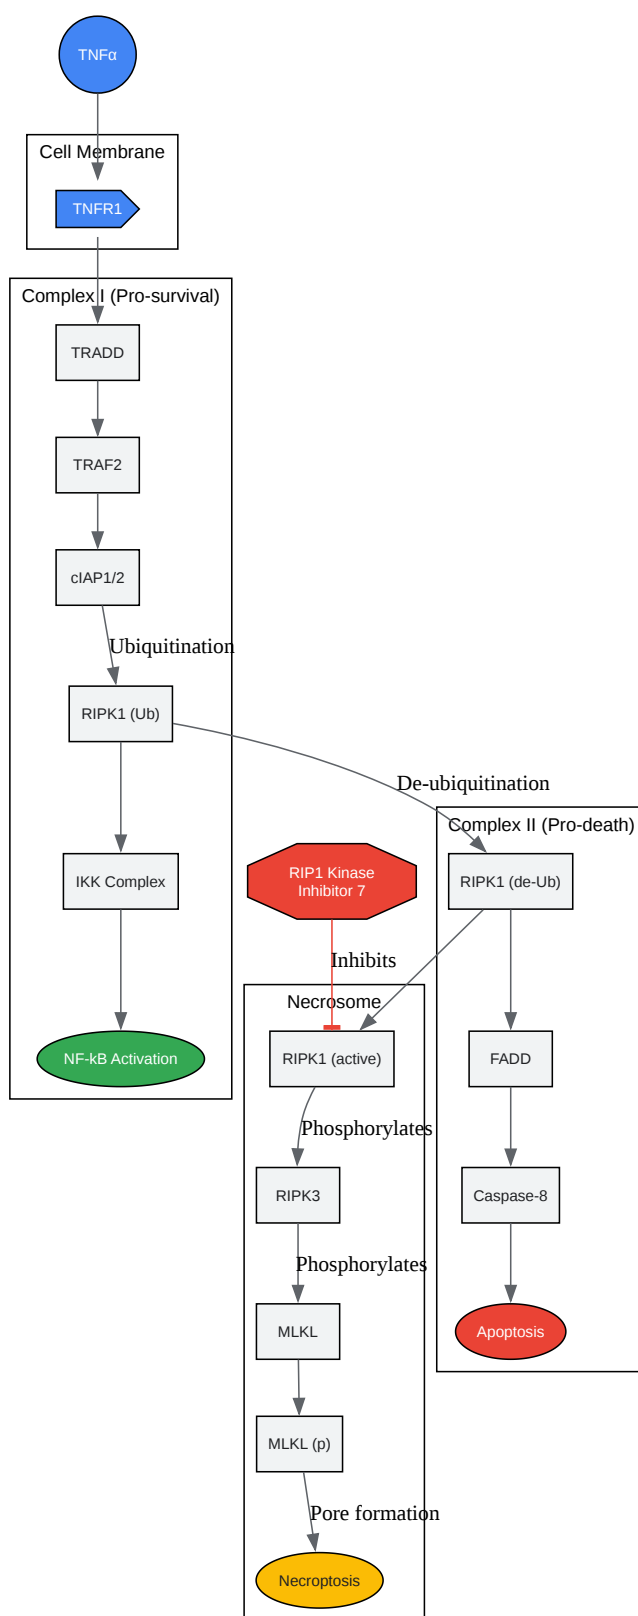 TNFα
Cell Membrane
TNFR1
Complex I (Pro-survival)
TRADD
TRAF2
cIAP1/2
Ubiquitination
RIPK1 (Ub)
De-ubiquitination
Complex II (Pro-death)
IKK Complex
RIP1 Kinase
Inhibitor 7
RIPK1 (de-Ub)
Inhibits
Necrosome
NF-kB Activation
RIPK1 (active)
FADD
Phosphorylates
RIPK3
Caspase-8
Phosphorylates
MLKL
Apoptosis
MLKL (p)
Pore formation
Necroptosis